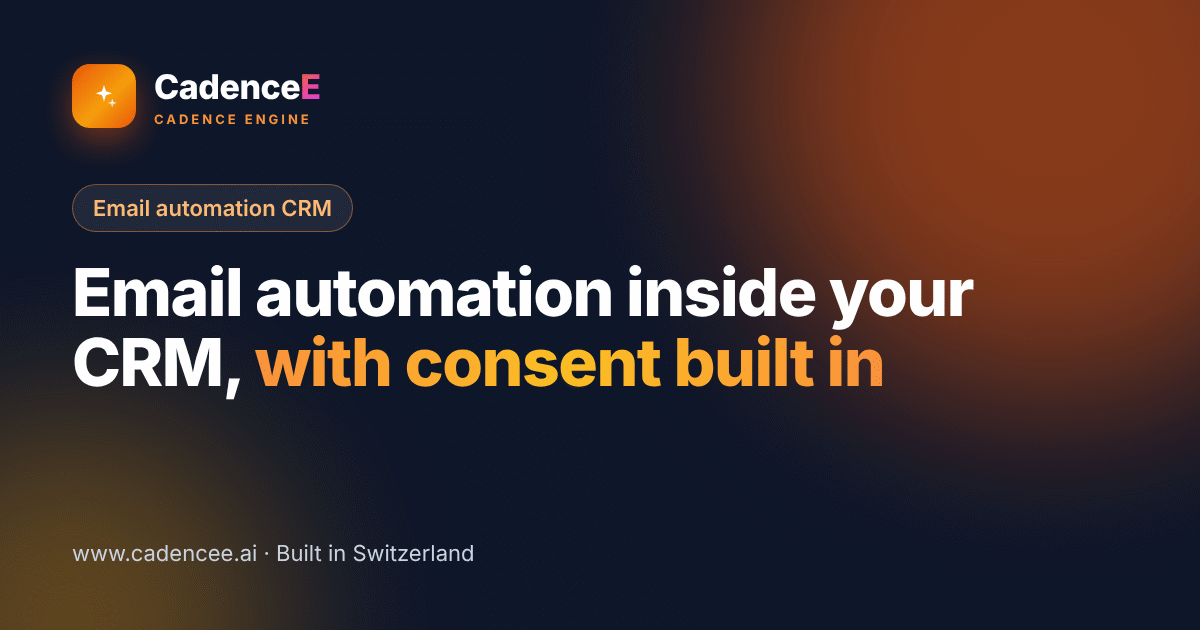 CadenceE
CADENCE ENGINE
Email automation CRM
Email automation inside your
CRM, with consent built in
www.cadencee.ai · Built in Switzerland